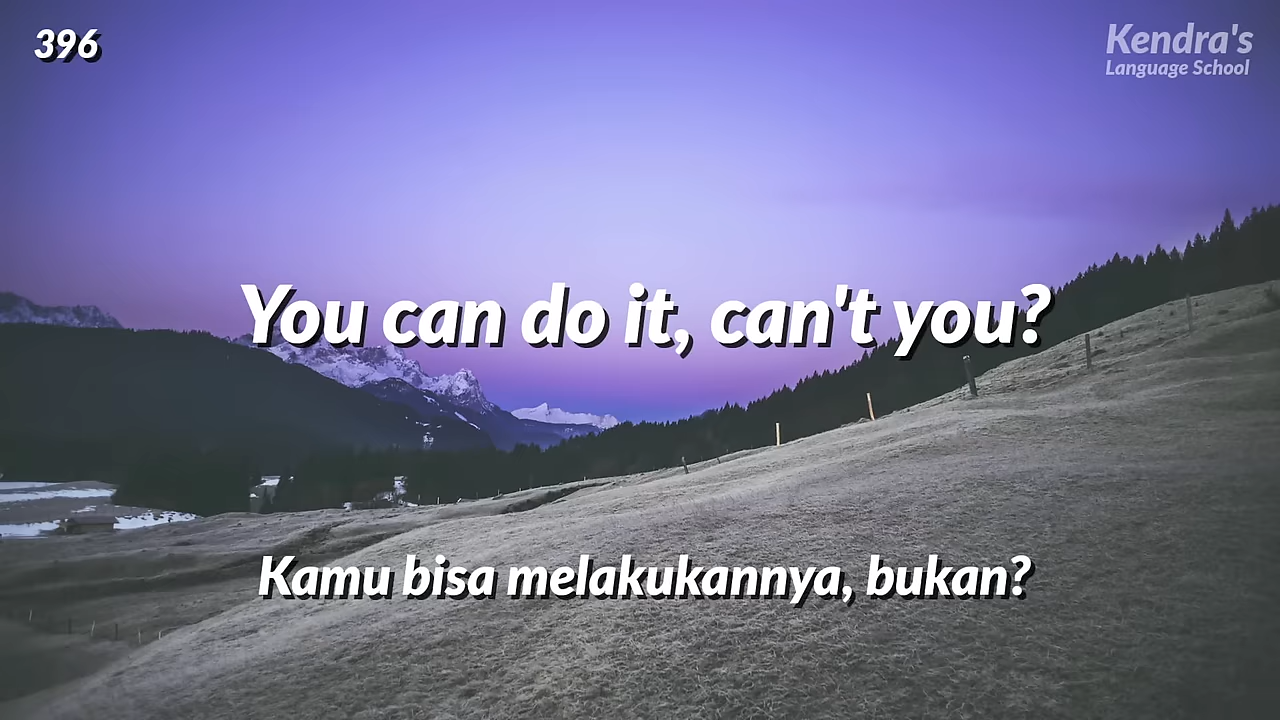 396
Kendra's
Language School
You can do it, can't you?
Kamu bisa melakukannya, bukan?